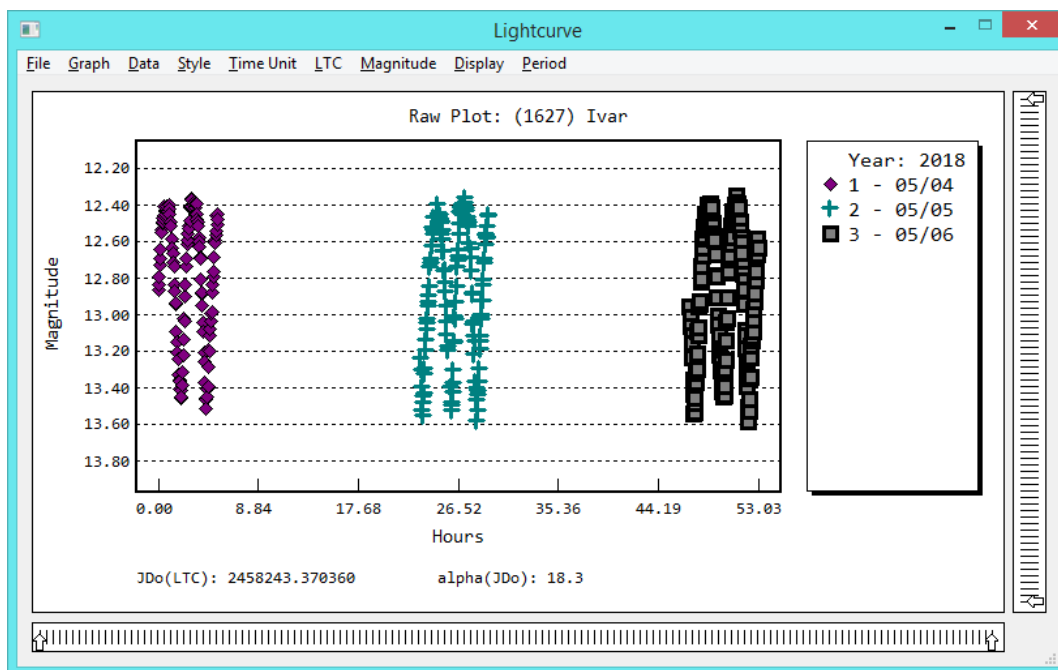 Lightcurve
File Graph Data Style Time Unit LTC Magnitude Display Period
Raw Plot: (1627) Ivar
Year: 2018
1 - 05/04
2 - 05/05
3 - 05/06
Magnitude
12.20
12.40
12.60
12.80
13.00
13.20
13.40
13.60
13.80
0.00 8.84 17.68 26.52 35.36 44.19 53.03
Hours
JDo(LTC): 2458243.370360 alpha(JDo): 18.3